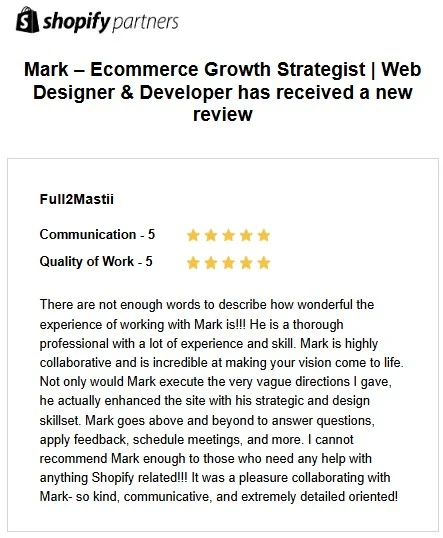 shopify partners
Mark – Ecommerce Growth Strategist | Web
Designer & Developer has received a new
review
Full2Mastii
Communication - 5
Quality of Work - 5
There are not enough words to describe how wonderful the
experience of working with Mark is!!! He is a thorough
professional with a lot of experience and skill. Mark is highly
collaborative and is incredible at making your vision come to life.
Not only would Mark execute the very vague directions I gave,
he actually enhanced the site with his strategic and design
skillset. Mark goes above and beyond to answer questions,
apply feedback, schedule meetings, and more. I cannot
recommend Mark enough to those who need any help with
anything Shopify related!!! It was a pleasure collaborating with
Mark- so kind, communicative, and extremely detailed oriented!